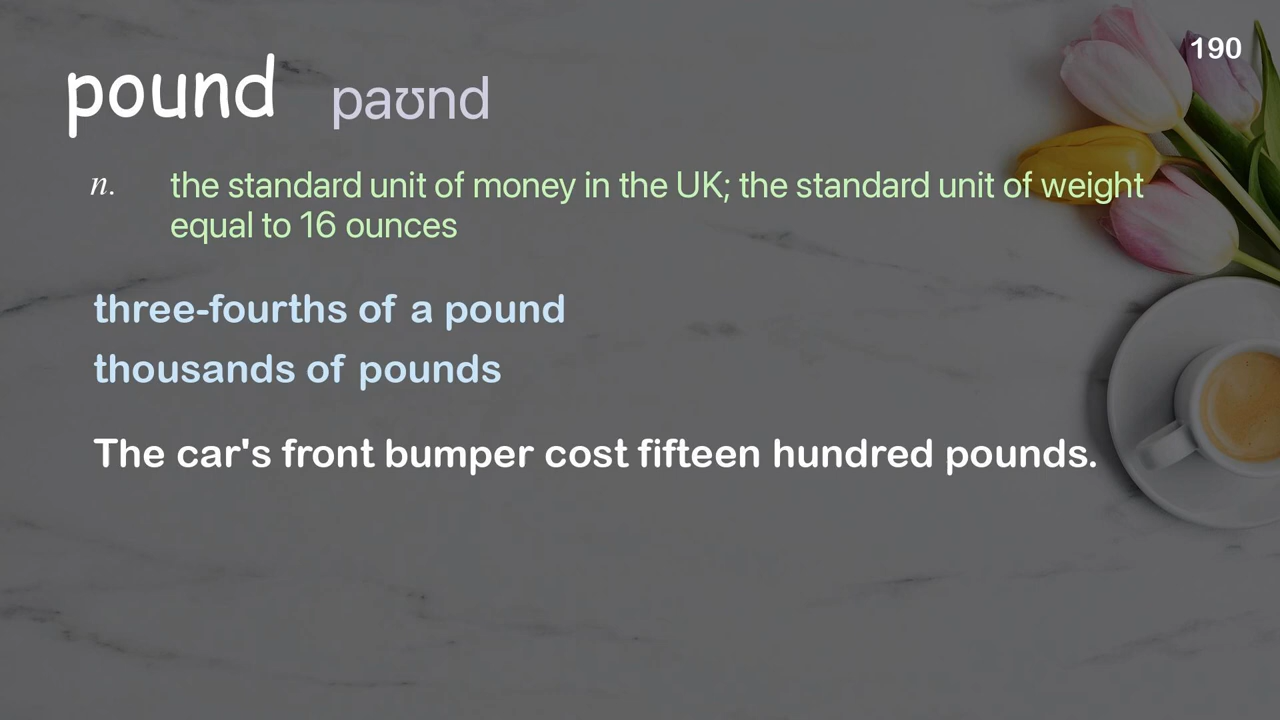 190
pound paʊnd
n. the standard unit of money in the UK; the standard unit of weight
equal to 16 ounces
three-fourths of a pound
thousands of pounds
The car's front bumper cost fifteen hundred pounds.